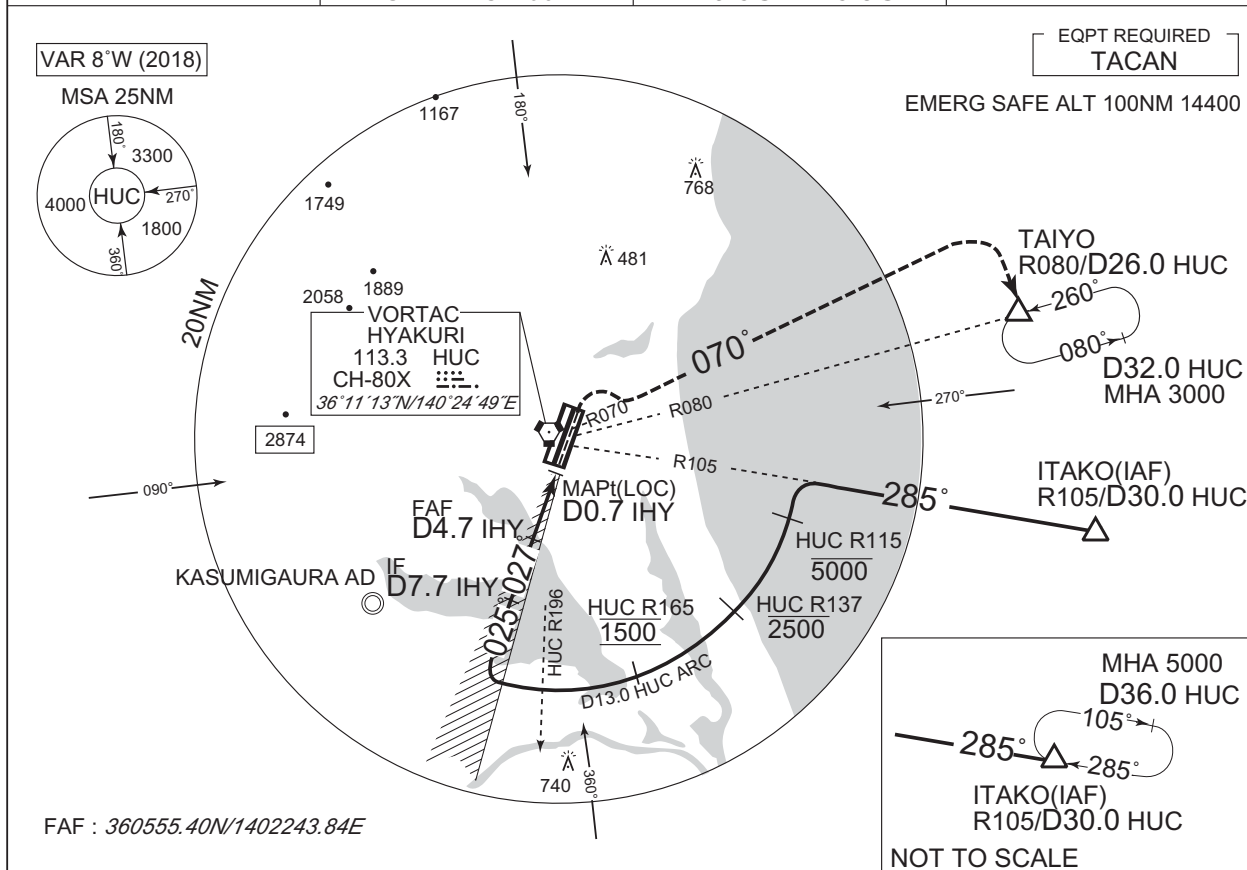 VAR 8°W (2018)
MSA 25NM
180°
3300
HUC
4000
270°
1800
360°
EQPT REQUIRED
TACAN
EMERG SAFE ALT 100NM 14400
180°
1167
768
1749
481
1889
2058
20NM
VORTAC
HYAKURI
113.3 HUC
CH-80X
36°11´13˝N/140°24´49˝E
2874
090°
070°
R070
R080
R105
TAIYO
R080/D26.0 HUC
260°
080°
D32.0 HUC
MHA 3000
270°
ITAKO(IAF)
R105/D30.0 HUC
285°
MAPt(LOC)
D0.7 IHY
FAF
D4.7 IHY
IF
D7.7 IHY
KASUMIGAURA AD
025°-027°
HUC R196
HUC R115
5000
HUC R137
2500
HUC R165
1500
D13.0 HUC ARC
740
360°
FAF : 360555.40N/1402243.84E
MHA 5000
D36.0 HUC
105°
285°
285°
ITAKO(IAF)
R105/D30.0 HUC
NOT TO SCALE